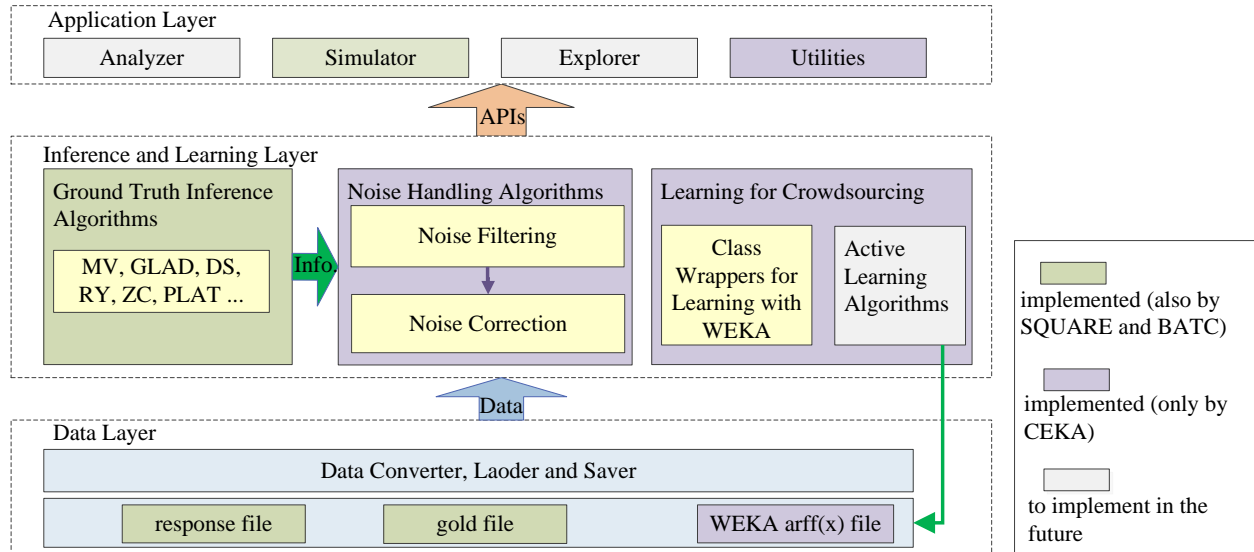 Application Layer
Analyzer
Simulator
Explorer
Utilities
APIs
Inference and Learning Layer
Ground Truth Inference
Algorithms
MV, GLAD, DS,
RY, ZC, PLAT ...
Info.
Noise Handling Algorithms
Noise Filtering
Noise Correction
Learning for Crowdsourcing
Class
Wrappers for
Learning with
WEKA
Active
Learning
Algorithms
Data
Data Layer
Data Converter, Laoder and Saver
response file
gold file
WEKA arff(x) file
implemented (also by
SQUARE and BATC)
implemented (only by
CEKA)
to implement in the
future